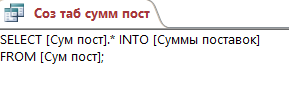 Соз таб сумм пост
SELECT [Сум пост].* INTO [Суммы поставок]
FROM [Сум пост];